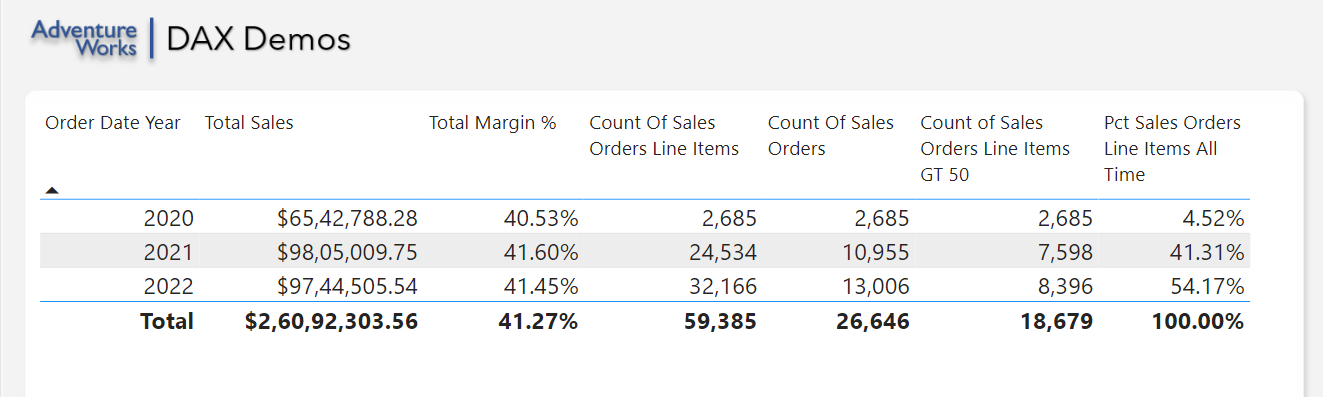 Adventure
Works
DAX Demos
Order Date Year Total Sales Total Margin % Count Of Sales Count Of Sales Count of Sales Pct Sales Orders
Orders Line Items Orders Orders Line Items Line Items All
GT 50 Time
2020 $65,42,788.28 40.53% 2,685 2,685 2,685 4.52%
2021 $98,05,009.75 41.60% 24,534 10,955 7,598 41.31%
2022 $97,44,505.54 41.45% 32,166 13,006 8,396 54.17%
Total $2,60,92,303.56 41.27% 59,385 26,646 18,679 100.00%